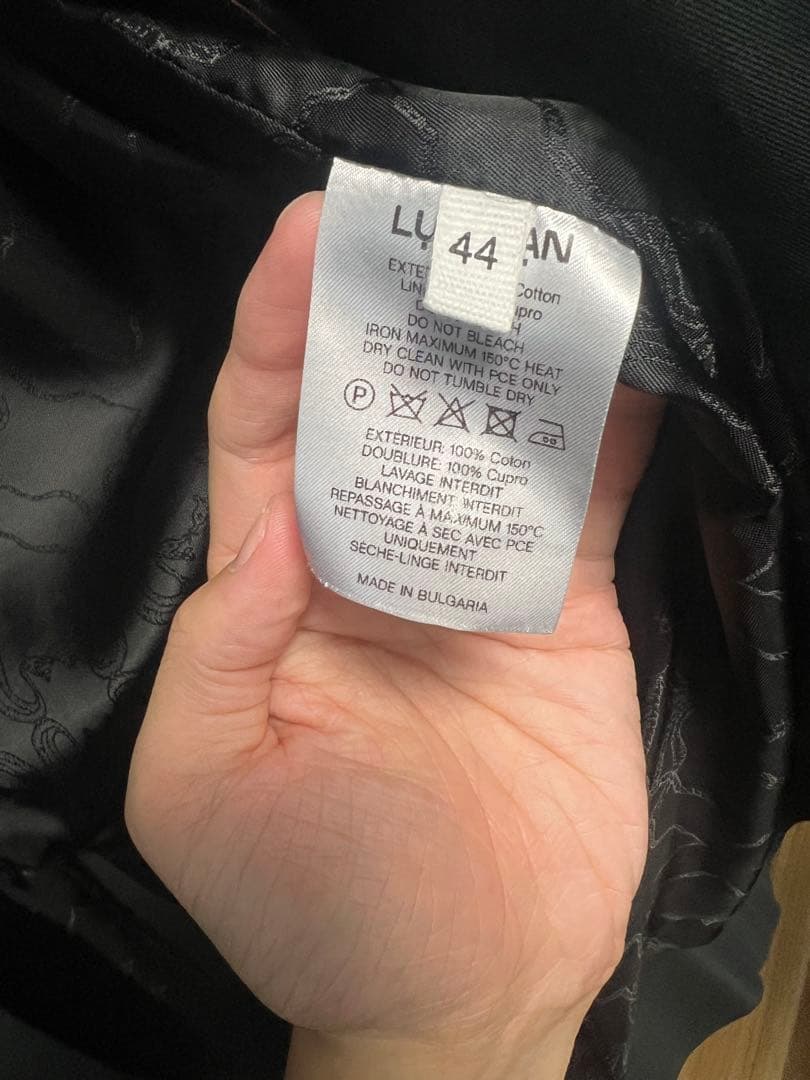 44
Cotton
DO NOT BLEACH
IRON MAXIMUM 150°C HEAT
DRY CLEAN WITH PCE ONLY
DO NOT TUMBLE DRY
P
EXTÉRIEUR: 100% Coton
DOUBLURE: 100% Cupro
LAVAGE INTERDIT
BLANCHIMENT INTERDIT
REPASSAGE À MAXIMUM 150°C
NETTOYAGE À SEC AVEC PCE
UNIQUEMENT
SÈCHE-LINGE INTERDIT
MADE IN BULGARIA